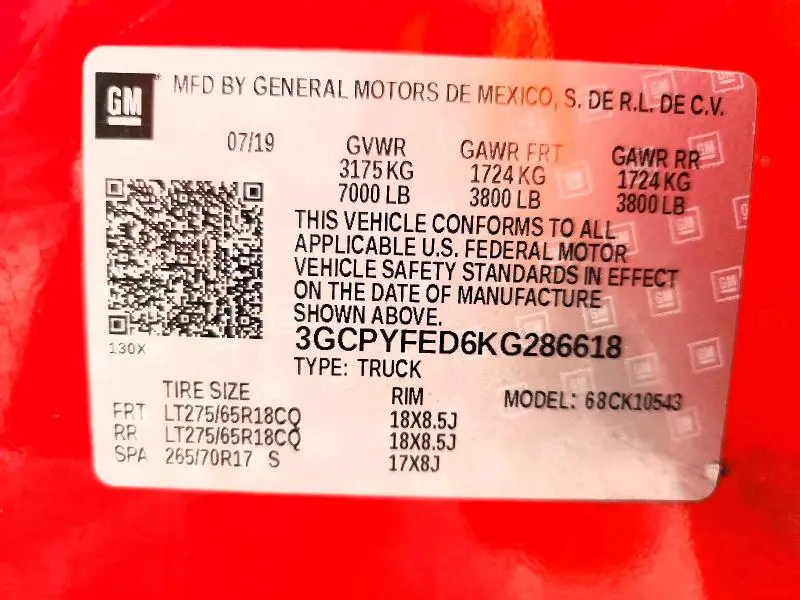 GM
MFD BY GENERAL MOTORS DE MEXICO, S. DE R.L. DE C.V.
07/19 GVWR GAWR FRT GAWR RR
3175 KG 1724 KG 1724 KG
7000 LB 3800 LB 3800 LB
THIS VEHICLE CONFORMS TO ALL
APPLICABLE U.S. FEDERAL MOTOR
VEHICLE SAFETY STANDARDS IN EFFECT
ON THE DATE OF MANUFACTURE
SHOWN ABOVE.
130X
3GCPYFED6KG286618
TYPE: TRUCK
TIRE SIZE RIM MODEL: 68CK10543
FRT LT275/65R18CQ 18X8.5J
RR LT275/65R18CQ 18X8.5J
SPA 265/70R17 S 17X8J